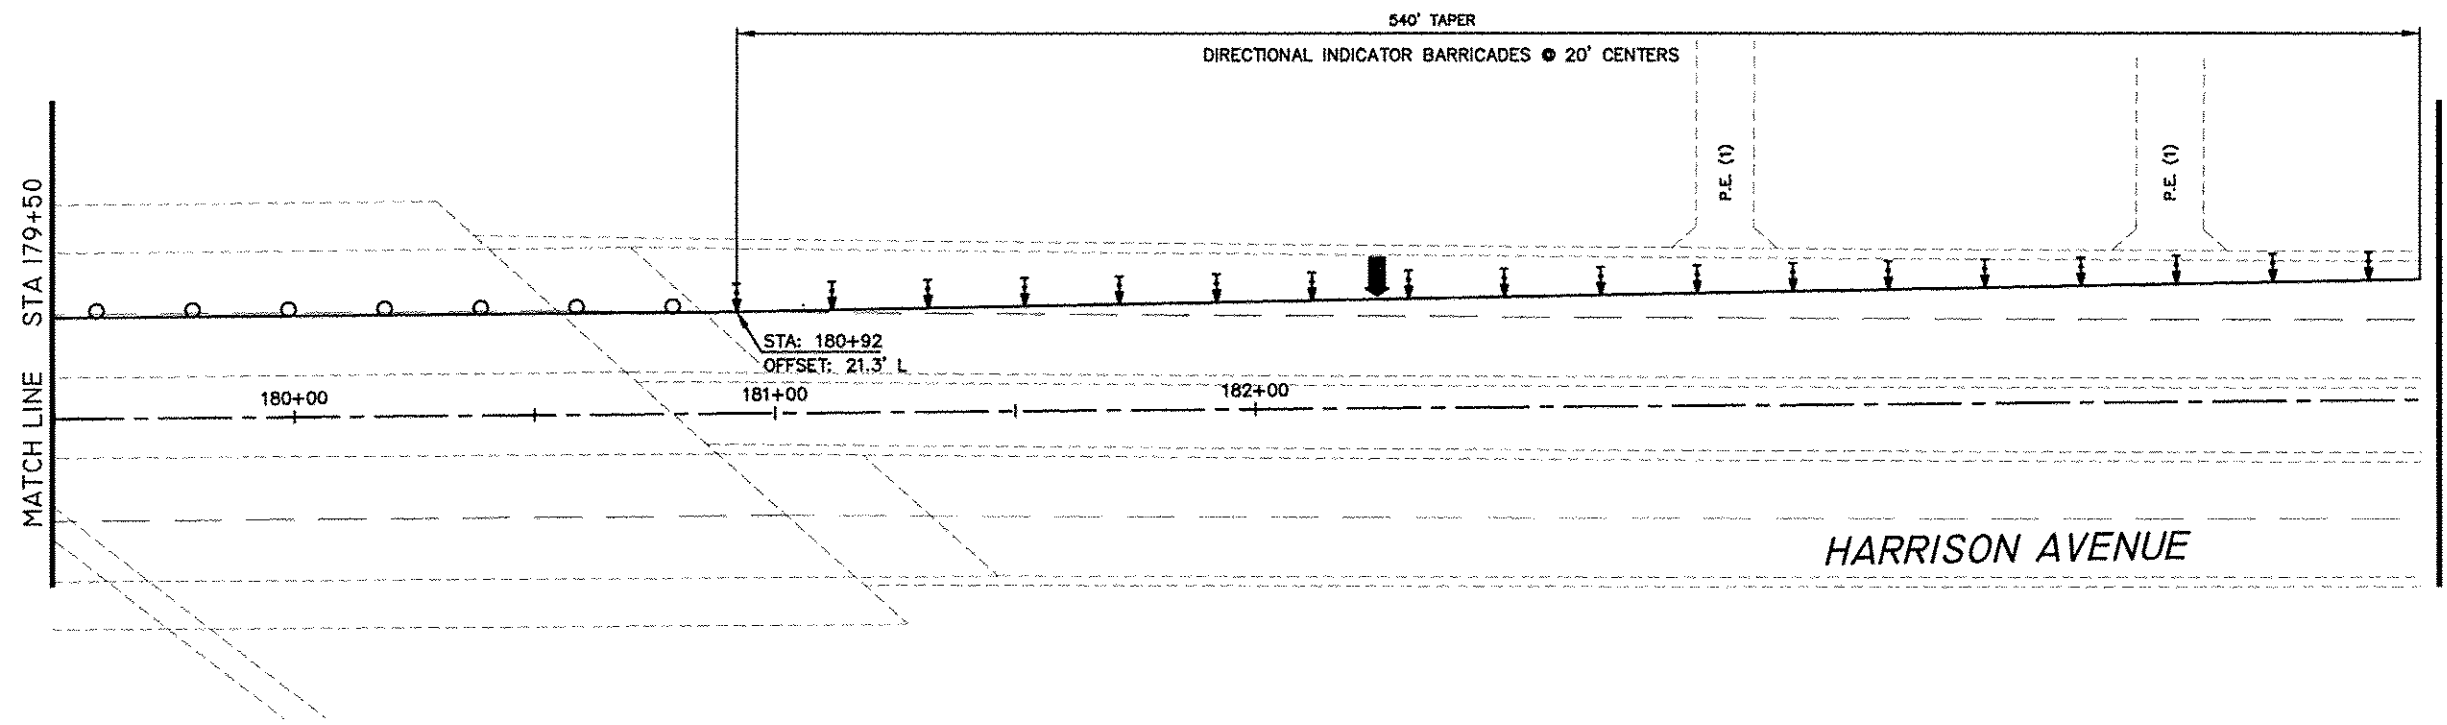 540' TAPER
DIRECTIONAL INDICATOR BARRICADES @ 20' CENTERS
P.E. (1)
P.E. (1)
MATCH LINE STA 179+50
STA: 180+92
OFFSET: 21.3' L
180+00
181+00
182+00
HARRISON AVENUE